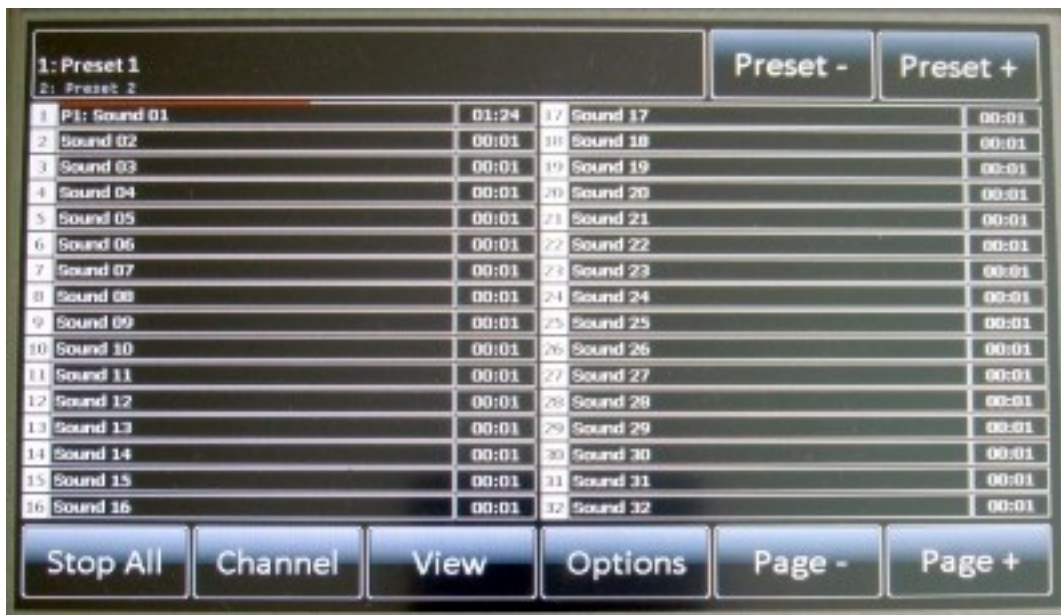 1: Preset 1
2: Preset 2
Preset - Preset +
1 P1: Sound 01 01:24
2 Sound 02 00:01
3 Sound 03 00:01
4 Sound 04 00:01
5 Sound 05 00:01
6 Sound 06 00:01
7 Sound 07 00:01
8 Sound 08 00:01
9 Sound 09 00:01
10 Sound 10 00:01
11 Sound 11 00:01
12 Sound 12 00:01
13 Sound 13 00:01
14 Sound 14 00:01
15 Sound 15 00:01
16 Sound 16 00:01
17 Sound 17 00:01
18 Sound 18 00:01
19 Sound 19 00:01
20 Sound 20 00:01
21 Sound 21 00:01
22 Sound 22 00:01
23 Sound 23 00:01
24 Sound 24 00:01
25 Sound 25 00:01
26 Sound 26 00:01
27 Sound 27 00:01
28 Sound 28 00:01
29 Sound 29 00:01
30 Sound 30 00:01
31 Sound 31 00:01
32 Sound 32 00:01
Stop All Channel View Options Page - Page +